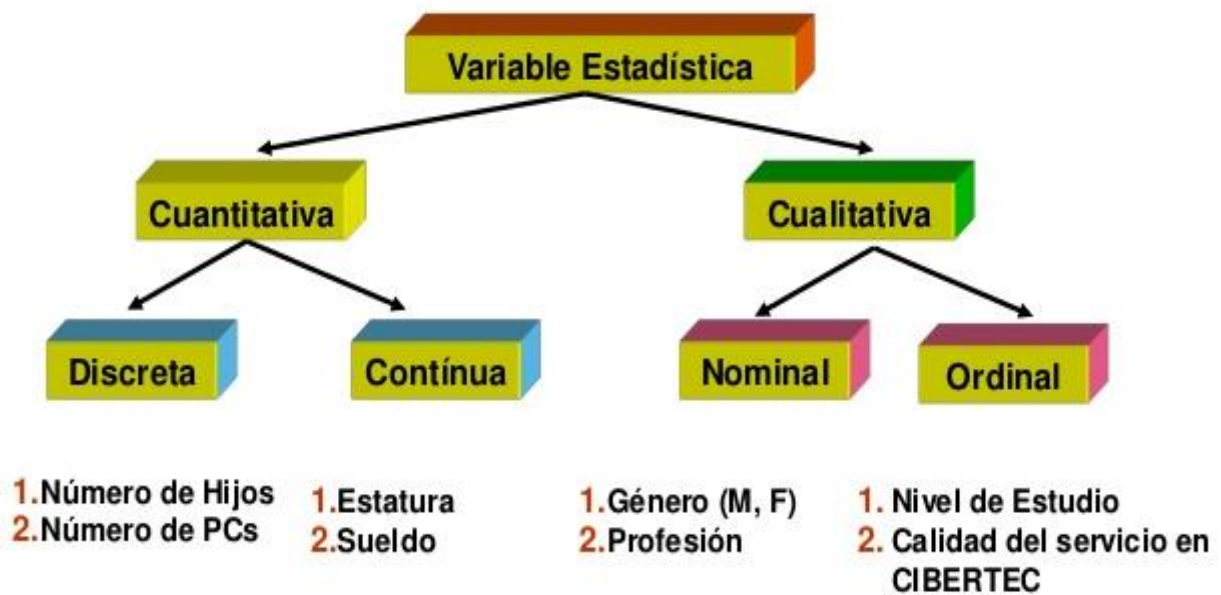 Variable Estadística
Cuantitativa
Cualitativa
Discreta
Contínua
Nominal
Ordinal
1.Número de Hijos
2.Número de PCs
1.Estatura
2.Sueldo
1.Género (M, F)
2.Profesión
1. Nivel de Estudio
2. Calidad del servicio en
CIBERTEC